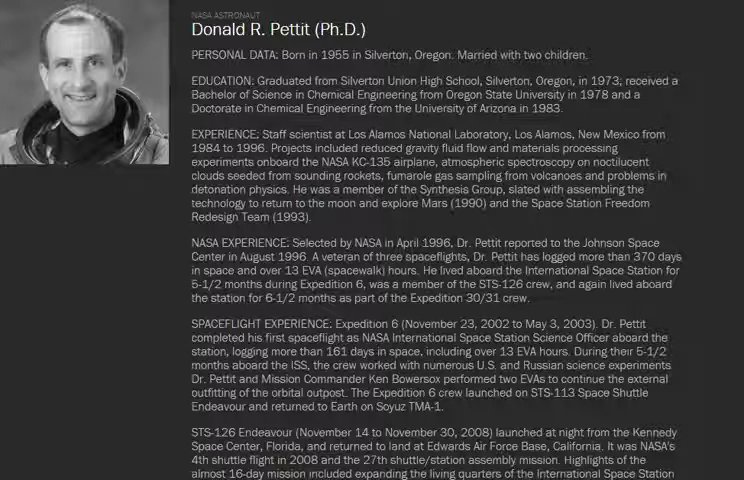 NASA ASTRONAUT
Donald R. Pettit (Ph.D.)
PERSONAL DATA: Born in 1955 in Silverton, Oregon. Married with two children.
EDUCATION: Graduated from Silverton Union High School, Silverton, Oregon, in 1973; received a
Bachelor of Science in Chemical Engineering from Oregon State University in 1978 and a
Doctorate in Chemical Engineering from the University of Arizona in 1983.
EXPERIENCE: Staff scientist at Los Alamos National Laboratory, Los Alamos, New Mexico from
1984 to 1996. Projects included reduced gravity fluid flow and materials processing
experiments onboard the NASA KC-135 airplane, atmospheric spectroscopy on noctilucent
clouds seeded from sounding rockets, fumarole gas sampling from volcanoes and problems in
detonation physics. He was a member of the Synthesis Group, slated with assembling the
technology to return to the moon and explore Mars (1990) and the Space Station Freedom
Redesign Team (1993).
NASA EXPERIENCE: Selected by NASA in April 1996, Dr. Pettit reported to the Johnson Space
Center in August 1996. A veteran of three spaceflights, Dr. Pettit has logged more than 370 days
in space and over 13 EVA (spacewalk) hours. He lived aboard the International Space Station for
5-1/2 months during Expedition 6, was a member of the STS-126 crew, and again lived aboard
the station for 6-1/2 months as part of the Expedition 30/31 crew.
SPACEFLIGHT EXPERIENCE: Expedition 6 (November 23, 2002 to May 3, 2003). Dr. Pettit
completed his first spaceflight as NASA International Space Station Science Officer aboard the
station, logging more than 161 days in space, including over 13 EVA hours. During their 5-1/2
months aboard the ISS, the crew worked with numerous U.S. and Russian science experiments
Dr. Pettit and Mission Commander Ken Bowersox performed two EVAs to continue the external
outfitting of the orbital outpost. The Expedition 6 crew launched on STS-113 Space Shuttle
Endeavour and returned to Earth on Soyuz TMA-1.
STS-126 Endeavour (November 14 to November 30, 2008) launched at night from the Kennedy
Space Center, Florida, and returned to land at Edwards Air Force Base, California. It was NASA's
4th shuttle flight in 2008 and the 27th shuttle/station assembly mission. Highlights of the
almost 16-day mission included expanding the living quarters of the International Space Station